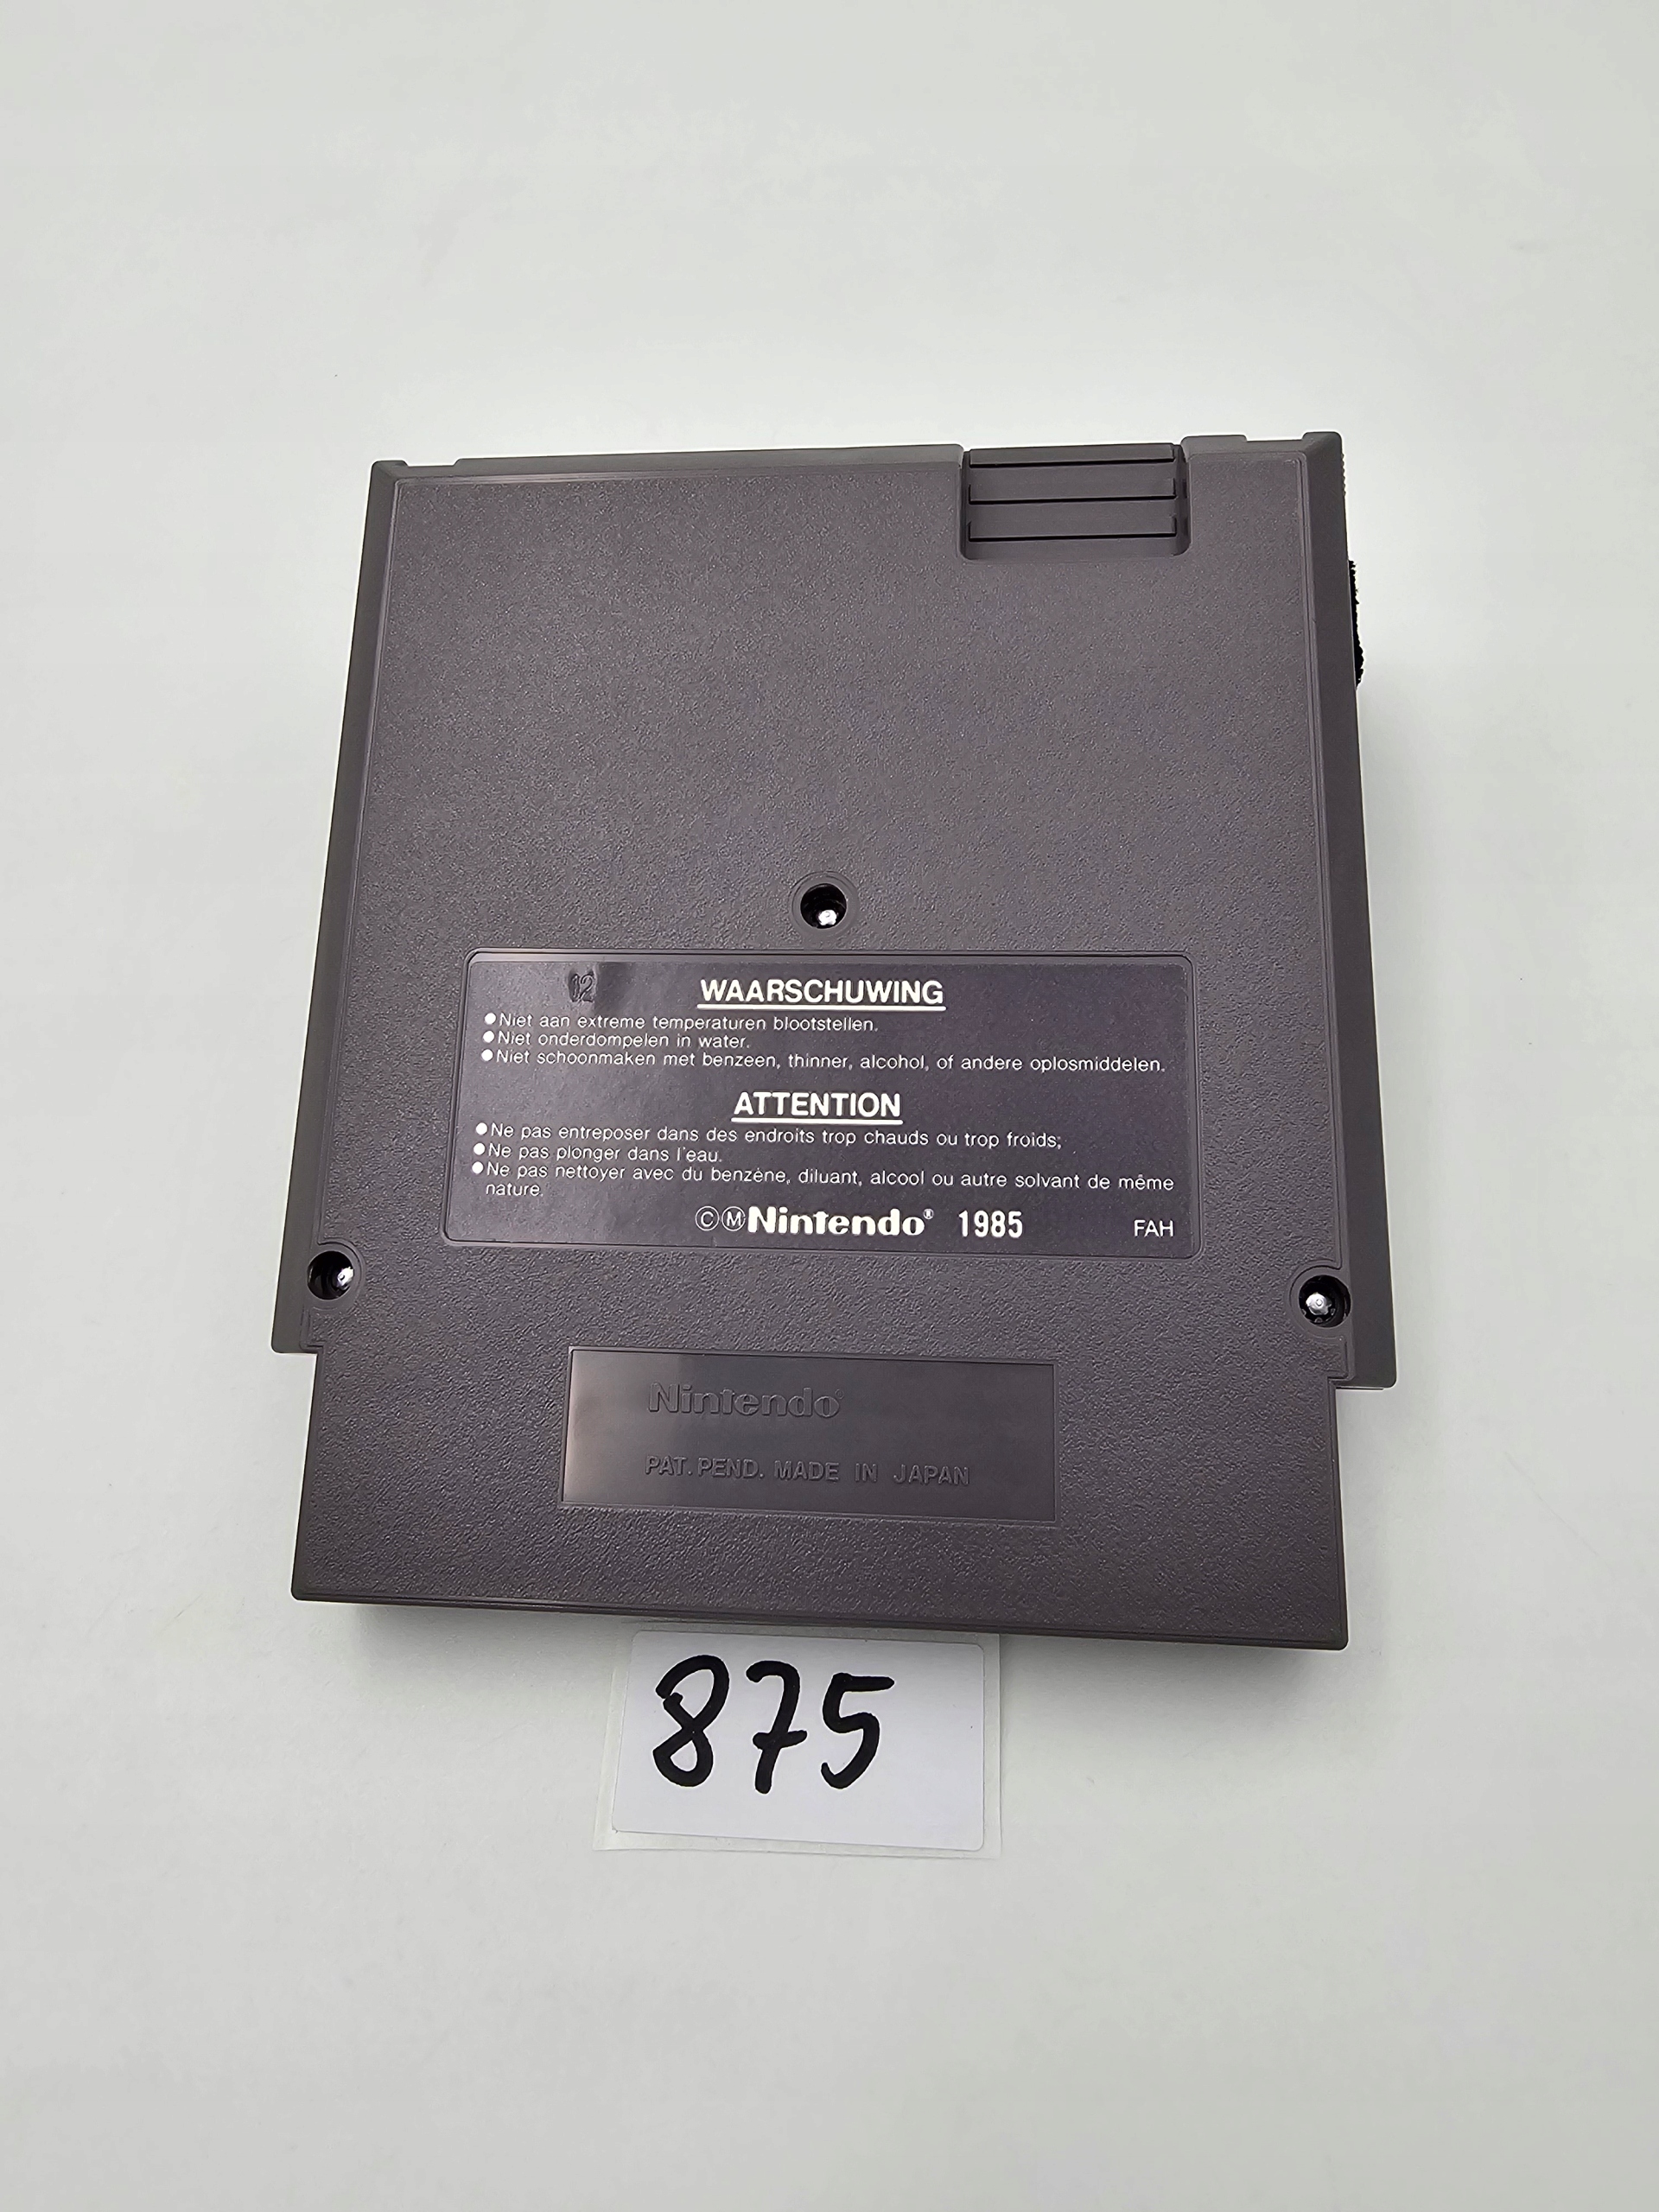 12
WAARSCHUWING
●Niet aan extreme temperaturen blootstellen.
●Niet onderdompelen in water.
●Niet schoonmaken met benzeen, thinner, alcohol, of andere oplosmiddelen.
ATTENTION
●Ne pas entreposer dans des endroits trop chauds ou trop froids;
●Ne pas plonger dans l'eau.
●Ne pas nettoyer avec du benzéne, diluant, alcool ou autre solvant de même
nature.
ⒸⓂNintendo® 1985 FAH
Nintendo
PAT. PEND. MADE IN JAPAN
875